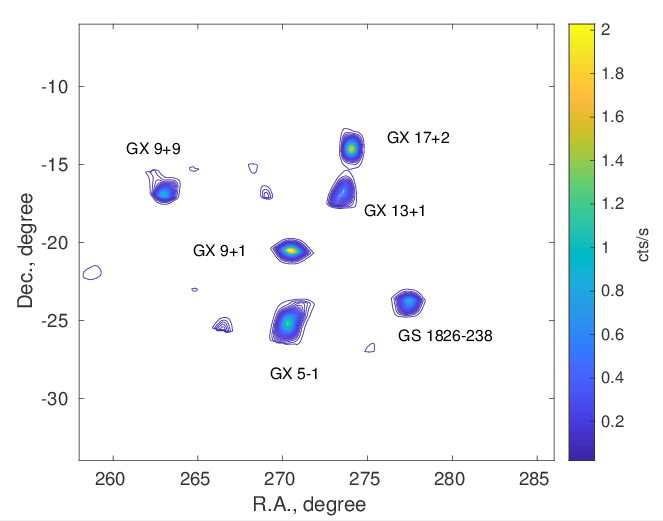 2
-10
1.8
GX 17+2
GX 9+9
1.6
-15
1.4
GX 13+1
1.2
Dec., degree
-20
GX 9+1
1
cts/s
0.8
-25
GS 1826-238
0.6
GX 5-1
0.4
-30
0.2
260
265
270
275
280
285
R.A., degree